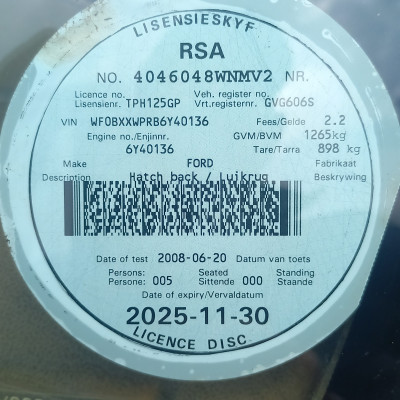 LISENSIESKYF
RSA
NO. 4046048WNMV2 NR.
Licence no. Veh. register no.
Lisensienr. TPH125GP Vrt.registernr. GVG606S
VIN WF0BXXWPRB6Y40136 Fees/Gelde 2.2
Engine no./Enjinnr. GVM/BVM 1265kg
6Y40136 Tare/Tarra 898 kg
Make FORD Fabrikaat
Description Hatch back / Luikrug Beskrywing
Date of test 2008-06-20 Datum van toets
Persons: Seated Standing
Persone: 005 Sittende 000 Staande
Date of expiry/Vervaldatum
2025-11-30
LICENCE DISC